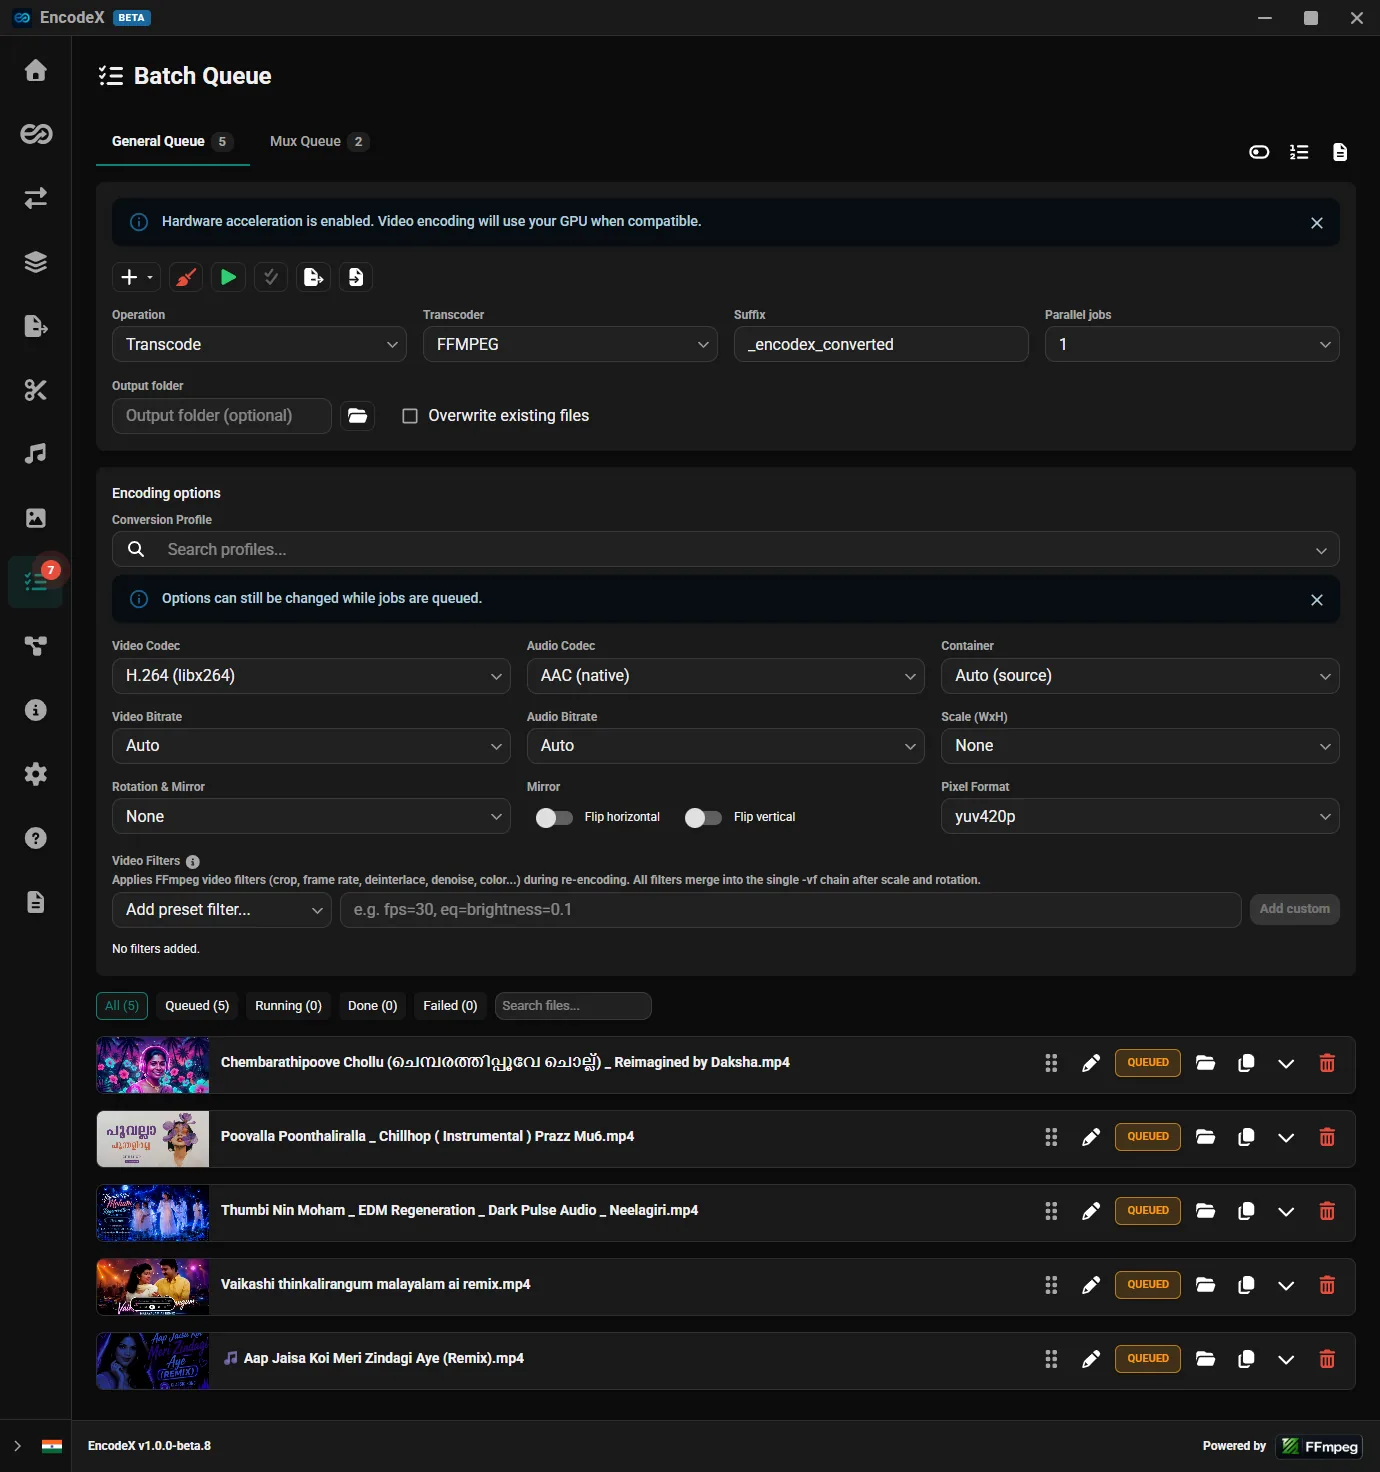 EncodeX BETA
Batch Queue
General Queue 5 Mux Queue 2
Hardware acceleration is enabled. Video encoding will use your GPU when compatible.
Operation Transcoder Suffix Parallel jobs
Transcode FFMPEG _encodex_converted 1
Output folder
Output folder (optional) Overwrite existing files
Encoding options
Conversion Profile
Search profiles...
7
Options can still be changed while jobs are queued.
Video Codec Audio Codec Container
H.264 (libx264) AAC (native) Auto (source)
Video Bitrate Audio Bitrate Scale (WxH)
Auto Auto None
Rotation & Mirror Mirror Pixel Format
None Flip horizontal Flip vertical yuv420p
Video Filters
Applies FFmpeg video filters (crop, frame rate, deinterlace, denoise, color...) during re-encoding. All filters merge into the single -vf chain after scale and rotation.
Add preset filter... e.g. fps=30, eq=brightness=0.1 Add custom
No filters added.
All (5) Queued (5) Running (0) Done (0) Failed (0) Search files...
Chembarathipoove Chollu (ചെമ്പരത്തിപ്പൂവേ ചൊല്ല്) _ Reimagined by Daksha.mp4 QUEUED
പൂവല്ലാ
Poovalla Poonthaliralla _ Chillhop ( Instrumental ) Prazz Mu6.mp4 QUEUED
Thumbi Nin Moham _ EDM Regeneration _ Dark Pulse Audio _ Neelagiri.mp4 QUEUED
Vaikashi thinkalirangum malayalam ai remix.mp4 QUEUED
Aap Jaisa Koi
Meri Zindagi
Aye
(REMIX)
Aap Jaisa Koi Meri Zindagi Aye (Remix).mp4 QUEUED
EncodeX v1.0.0-beta.8 Powered by FFmpeg